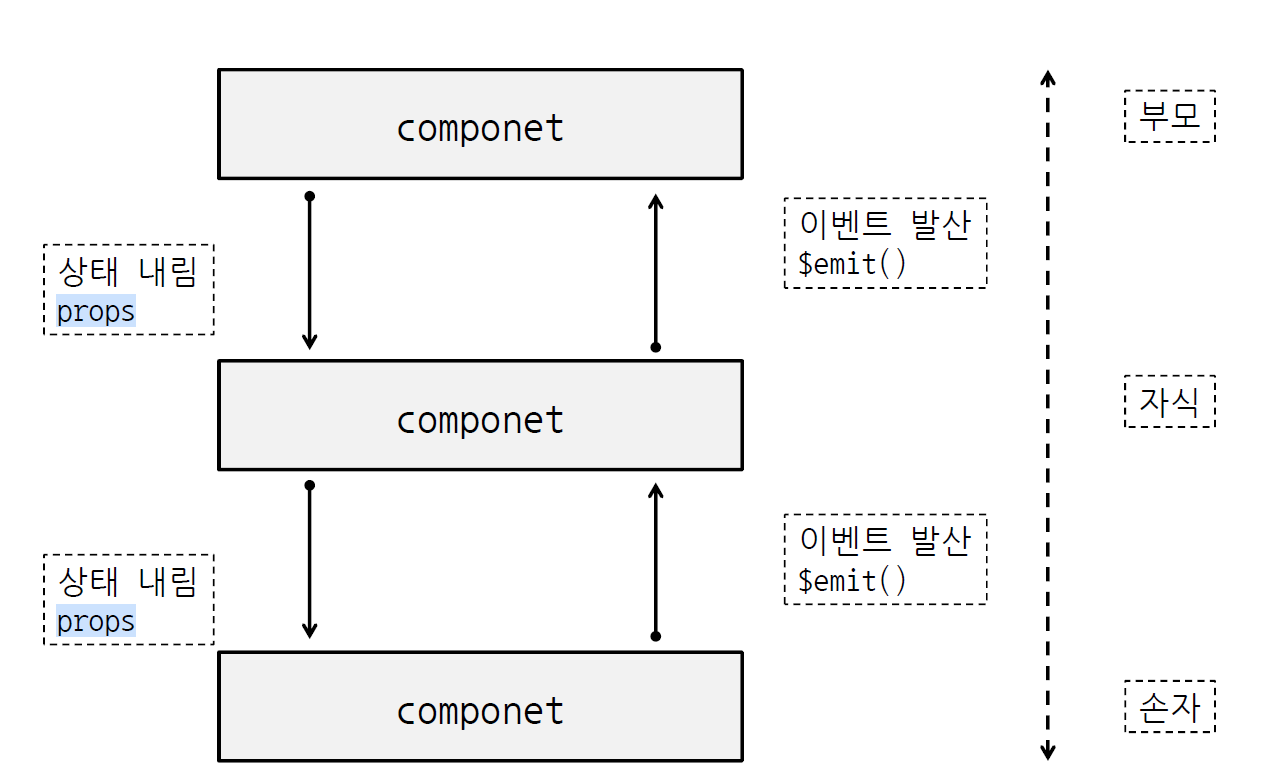 componet
부모
이벤트 발산
$emit()
상태 내림
props
componet
자식
이벤트 발산
$emit()
상태 내림
props
componet
손자